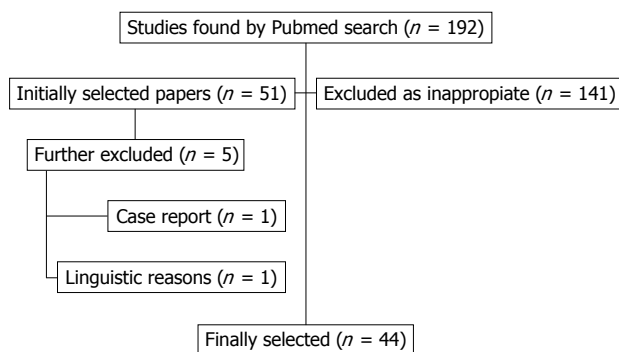 Studies found by Pubmed search (n = 192)
Initially selected papers (n = 51)
Excluded as inappropiate (n = 141)
Further excluded (n = 5)
Case report (n = 1)
Linguistic reasons (n = 1)
Finally selected (n = 44)